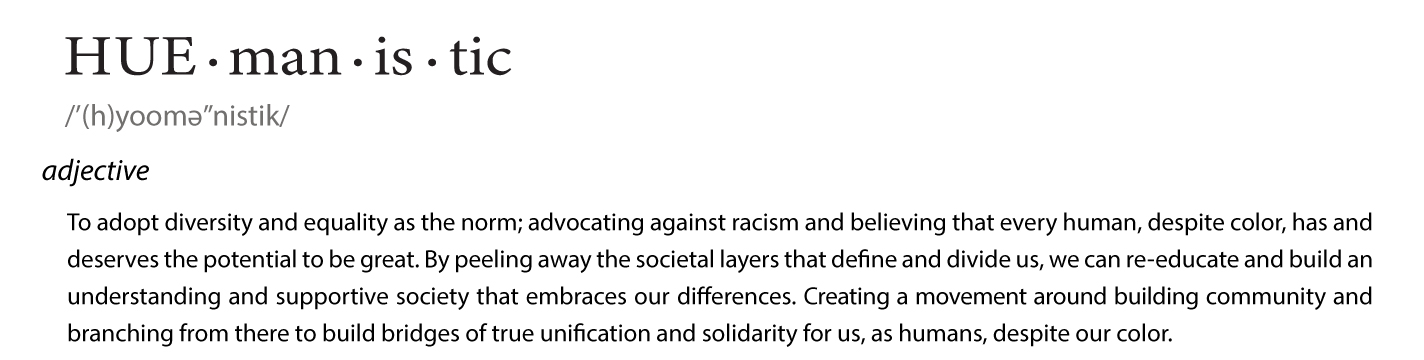 HUE·man·is·tic
/′(h)yoomə″nistik/
adjective
To adopt diversity and equality as the norm; advocating against racism and believing that every human, despite color, has and
deserves the potential to be great. By peeling away the societal layers that define and divide us, we can re-educate and build an
understanding and supportive society that embraces our differences. Creating a movement around building community and
branching from there to build bridges of true unification and solidarity for us, as humans, despite our color.